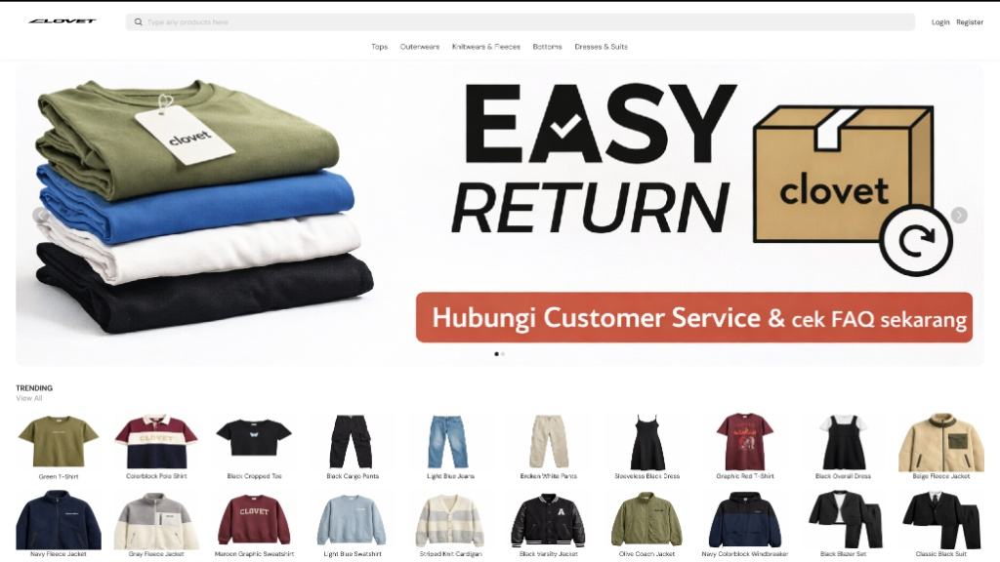 CLOVET
Type any products here
Login
Register
Tops
Outerwears
Knitwears & Fleeces
Bottoms
Dresses & Suits
clovet
EASY
RETURN
clovet
Hubungi Customer Service & cek FAQ sekarang
TRENDING
View All
CLOVET
A
Green T-Shirt
Colorblock Polo Shirt
Black Cropped Tee
Black Cargo Pants
Light Blue Jeans
Broken White Pants
Sleeveless Black Dress
Graphic Red T-Shirt
Black Overall Dress
Beige Fleece Jacket
CLOVET
Navy Fleece Jacket
Gray Fleece Jacket
Maroon Graphic Sweatshirt
Light Blue Swatshirt
Striped Knit Cardigan
Black Varsity Jacket
Olive Coach Jacket
Navy Colorblock Windbreaker
Black Blazer Set
Classic Black Suit